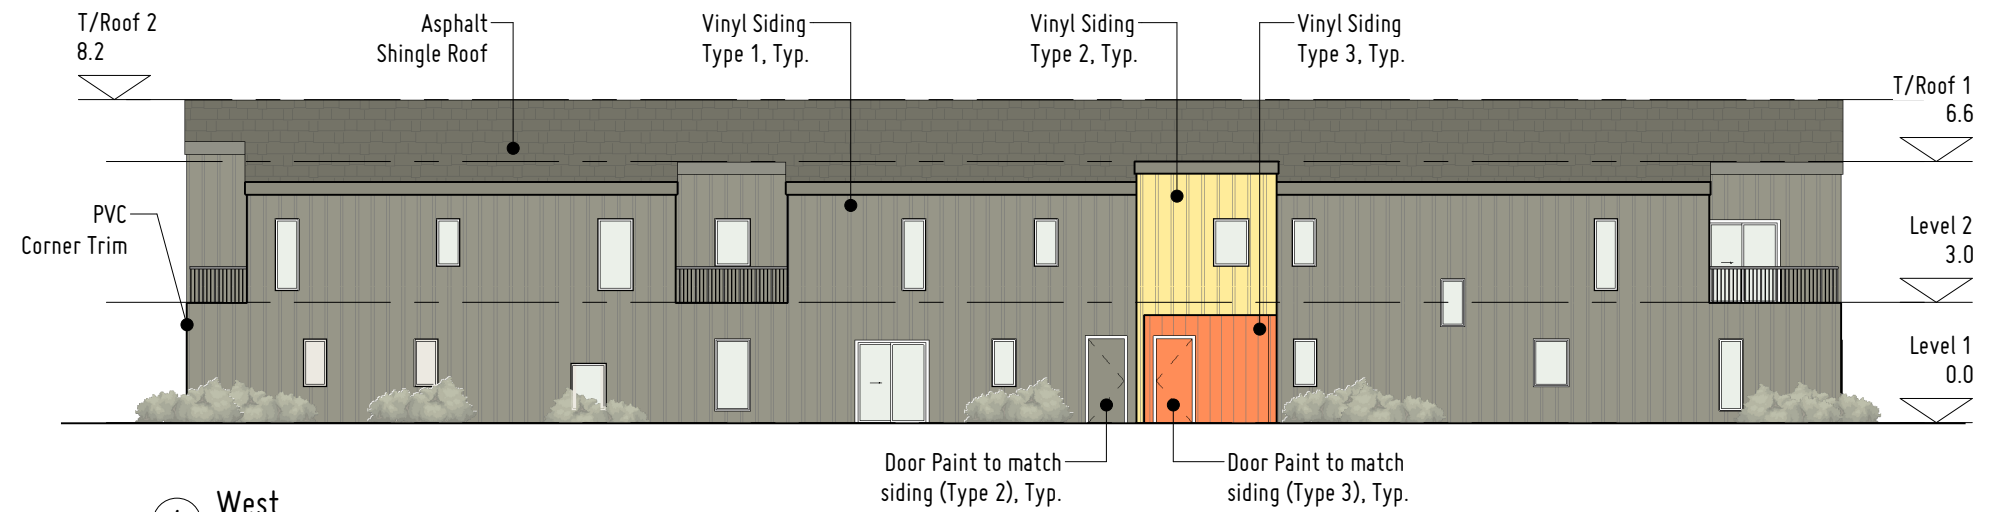 T/Roof 2
8.2
Asphalt
Shingle Roof
Vinyl Siding
Type 1, Typ.
Vinyl Siding
Type 2, Typ.
Vinyl Siding
Type 3, Typ.
T/Roof 1
6.6
PVC
Corner Trim
Level 2
3.0
Level 1
0.0
Door Paint to match
siding (Type 2), Typ.
Door Paint to match
siding (Type 3), Typ.
West